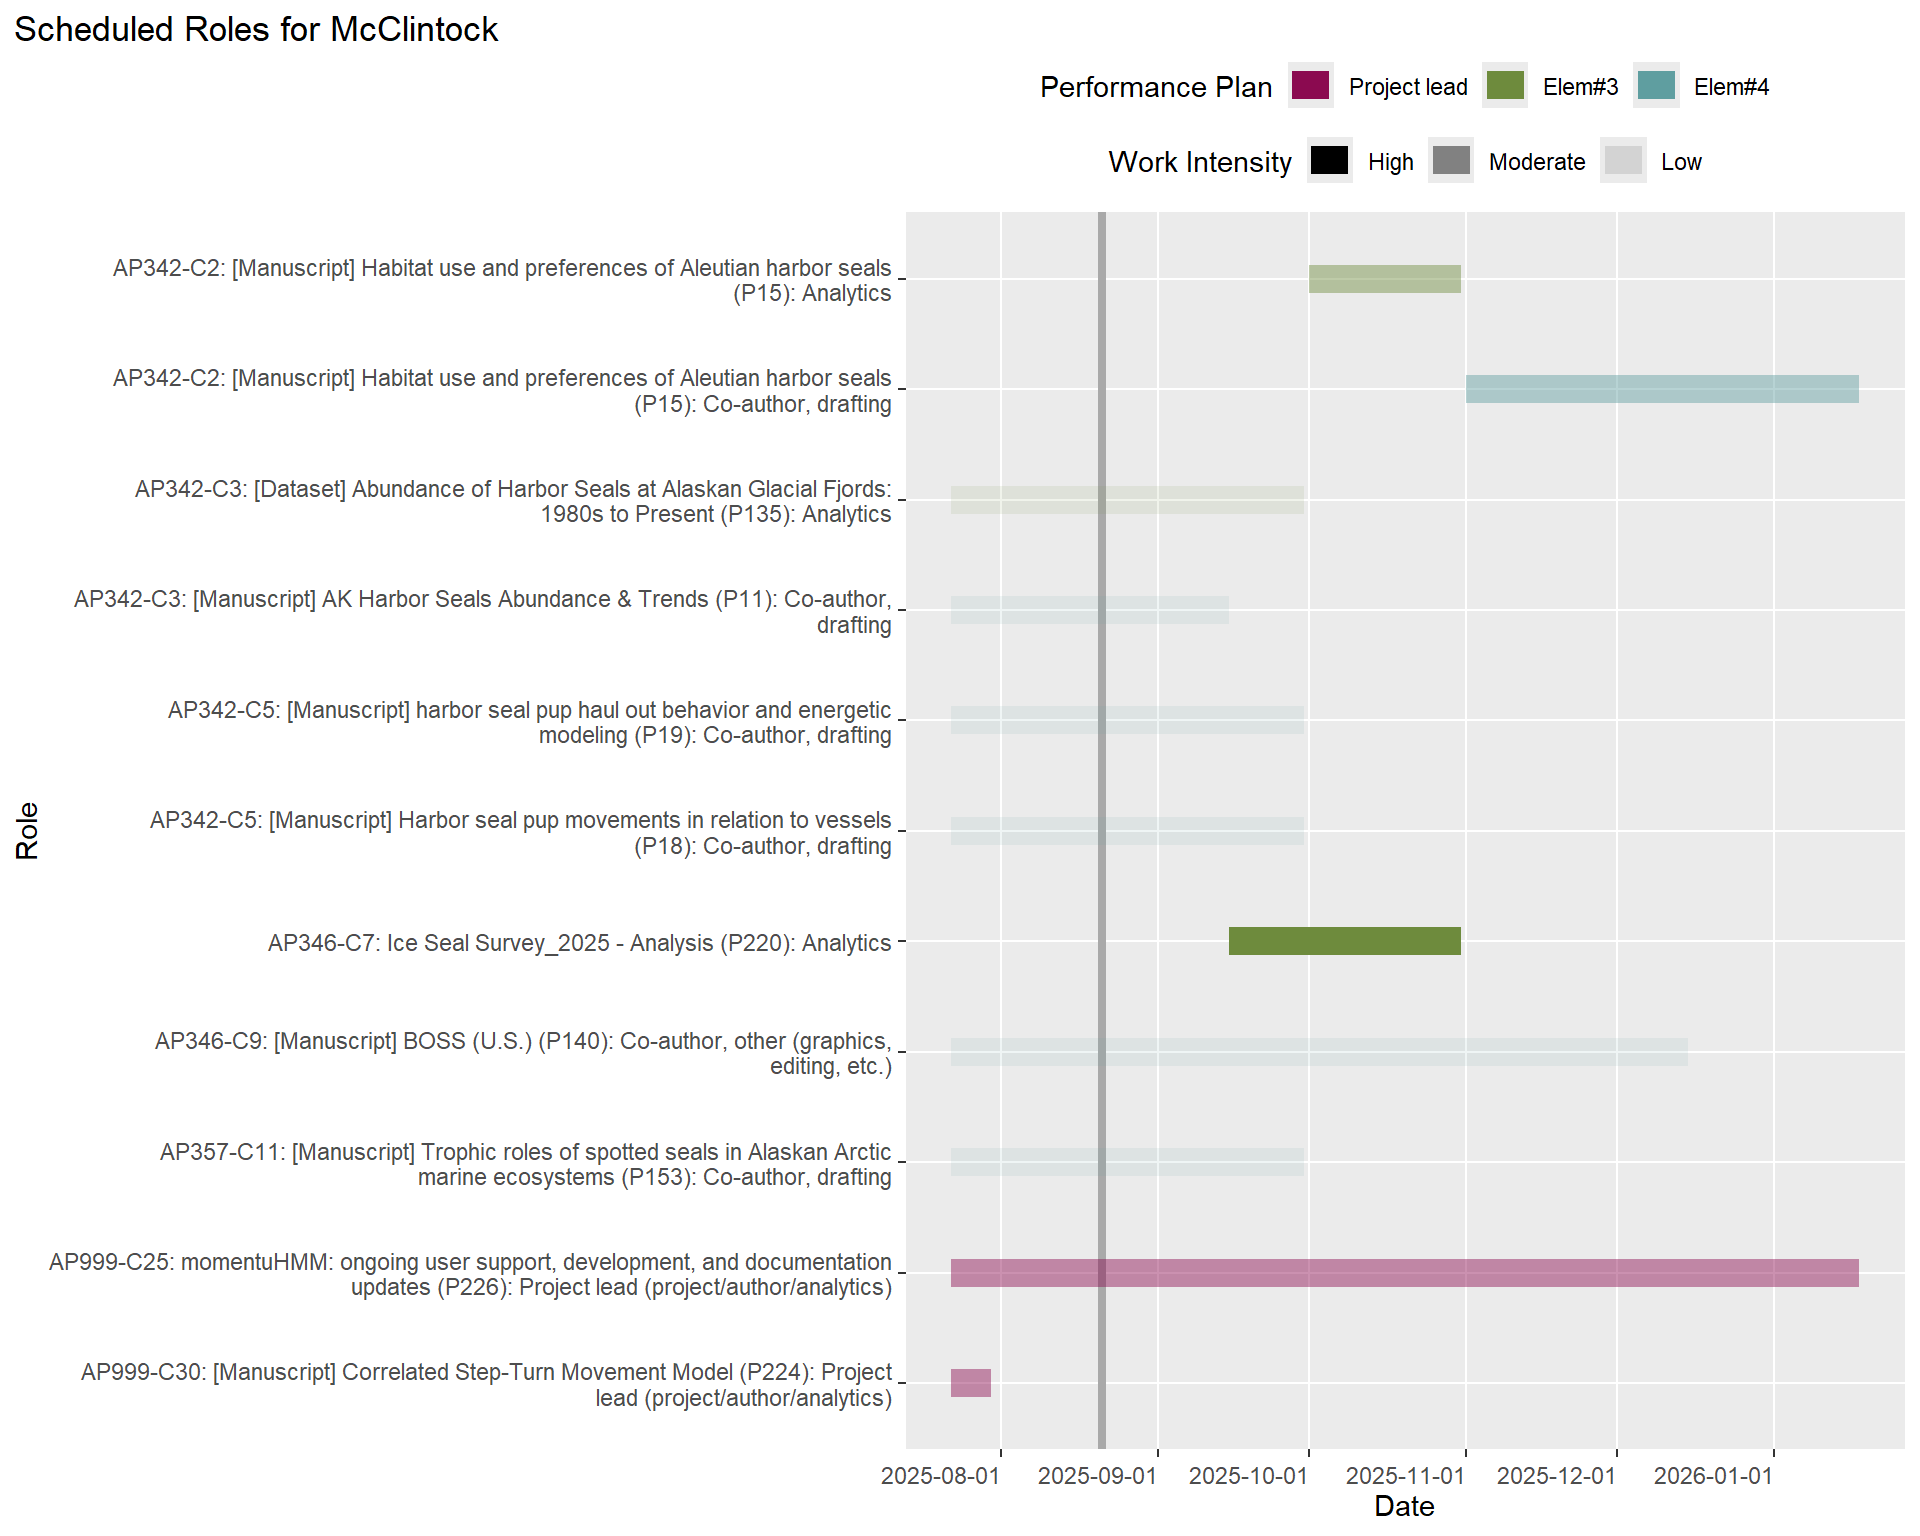 Scheduled Roles for McClintock
Performance Plan Project lead Elem#3 Elem#4
Work Intensity High Moderate Low
AP342-C2: [Manuscript] Habitat use and preferences of Aleutian harbor seals
(P15): Analytics
AP342-C2: [Manuscript] Habitat use and preferences of Aleutian harbor seals
(P15): Co-author, drafting
AP342-C3: [Dataset] Abundance of Harbor Seals at Alaskan Glacial Fjords:
1980s to Present (P135): Analytics
AP342-C3: [Manuscript] AK Harbor Seals Abundance & Trends (P11): Co-author,
drafting
AP342-C5: [Manuscript] harbor seal pup haul out behavior and energetic
modeling (P19): Co-author, drafting
AP342-C5: [Manuscript] Harbor seal pup movements in relation to vessels
(P18): Co-author, drafting
AP346-C7: Ice Seal Survey_2025 - Analysis (P220): Analytics
AP346-C9: [Manuscript] BOSS (U.S.) (P140): Co-author, other (graphics,
editing, etc.)
AP357-C11: [Manuscript] Trophic roles of spotted seals in Alaskan Arctic
marine ecosystems (P153): Co-author, drafting
AP999-C25: momentuHMM: ongoing user support, development, and documentation
updates (P226): Project lead (project/author/analytics)
AP999-C30: [Manuscript] Correlated Step-Turn Movement Model (P224): Project
lead (project/author/analytics)
Role
2025-08-01 2025-09-01 2025-10-01 2025-11-01 2025-12-01 2026-01-01
Date